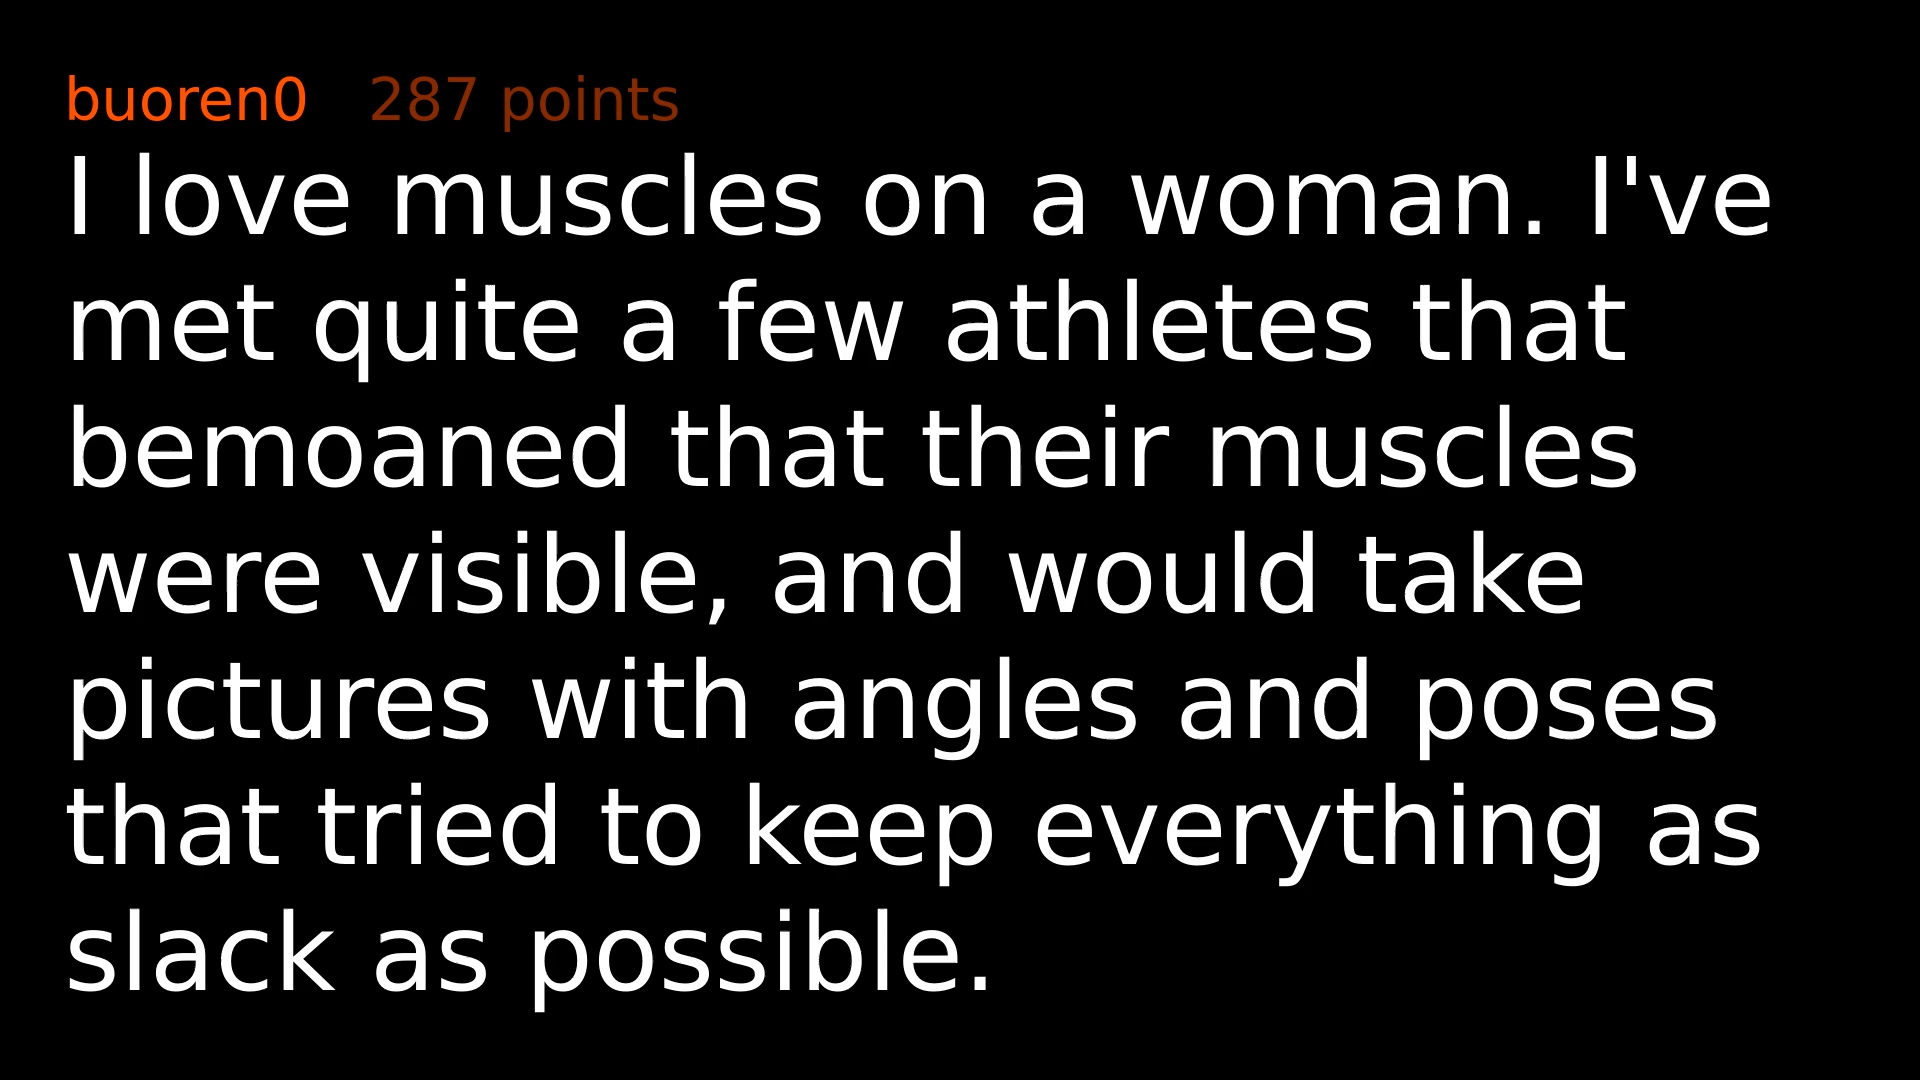 buoren0 287 points
I love muscles on a woman. I've
met quite a few athletes that
bemoaned that their muscles
were visible, and would take
pictures with angles and poses
that tried to keep everything as
slack as possible.